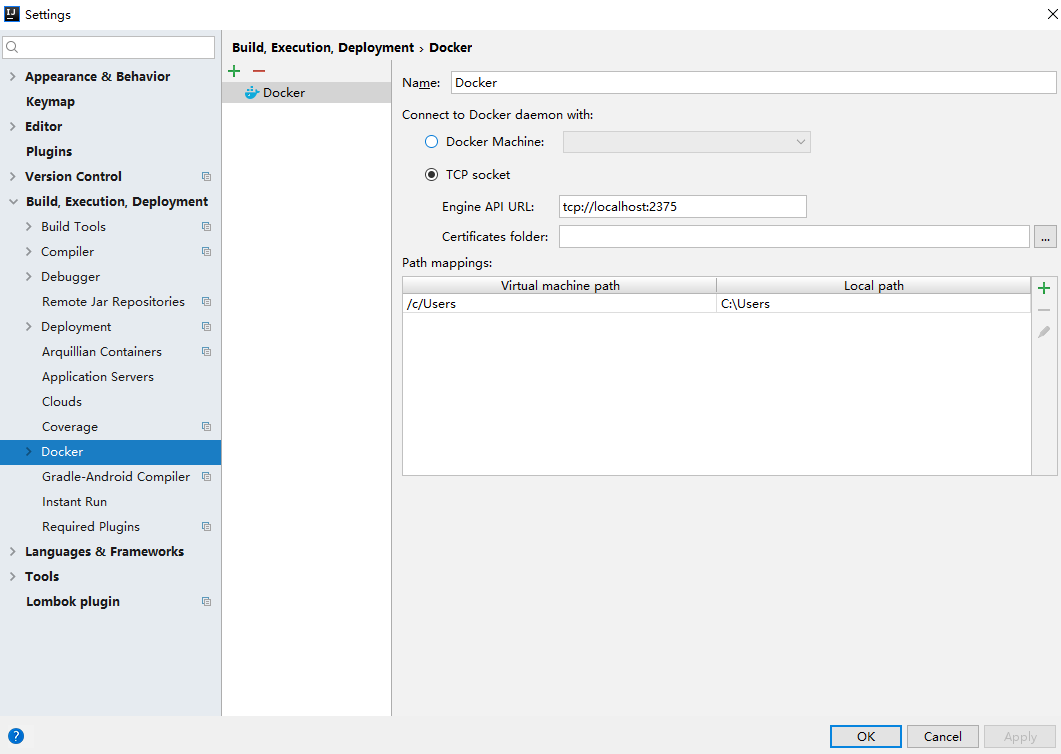 Settings
Appearance & Behavior
Keymap
Editor
Plugins
Version Control
Build, Execution, Deployment
Build Tools
Compiler
Debugger
Remote Jar Repositories
Deployment
Arquillian Containers
Application Servers
Clouds
Coverage
Docker
Gradle-Android Compiler
Instant Run
Required Plugins
Languages & Frameworks
Tools
Lombok plugin
Build, Execution, Deployment › Docker
Docker
Name: Docker
Connect to Docker daemon with:
Docker Machine:
TCP socket
Engine API URL: tcp://localhost:2375
Certificates folder: ...
Path mappings:
Virtual machine path Local path
/c/Users C:\Users
? OK Cancel Apply